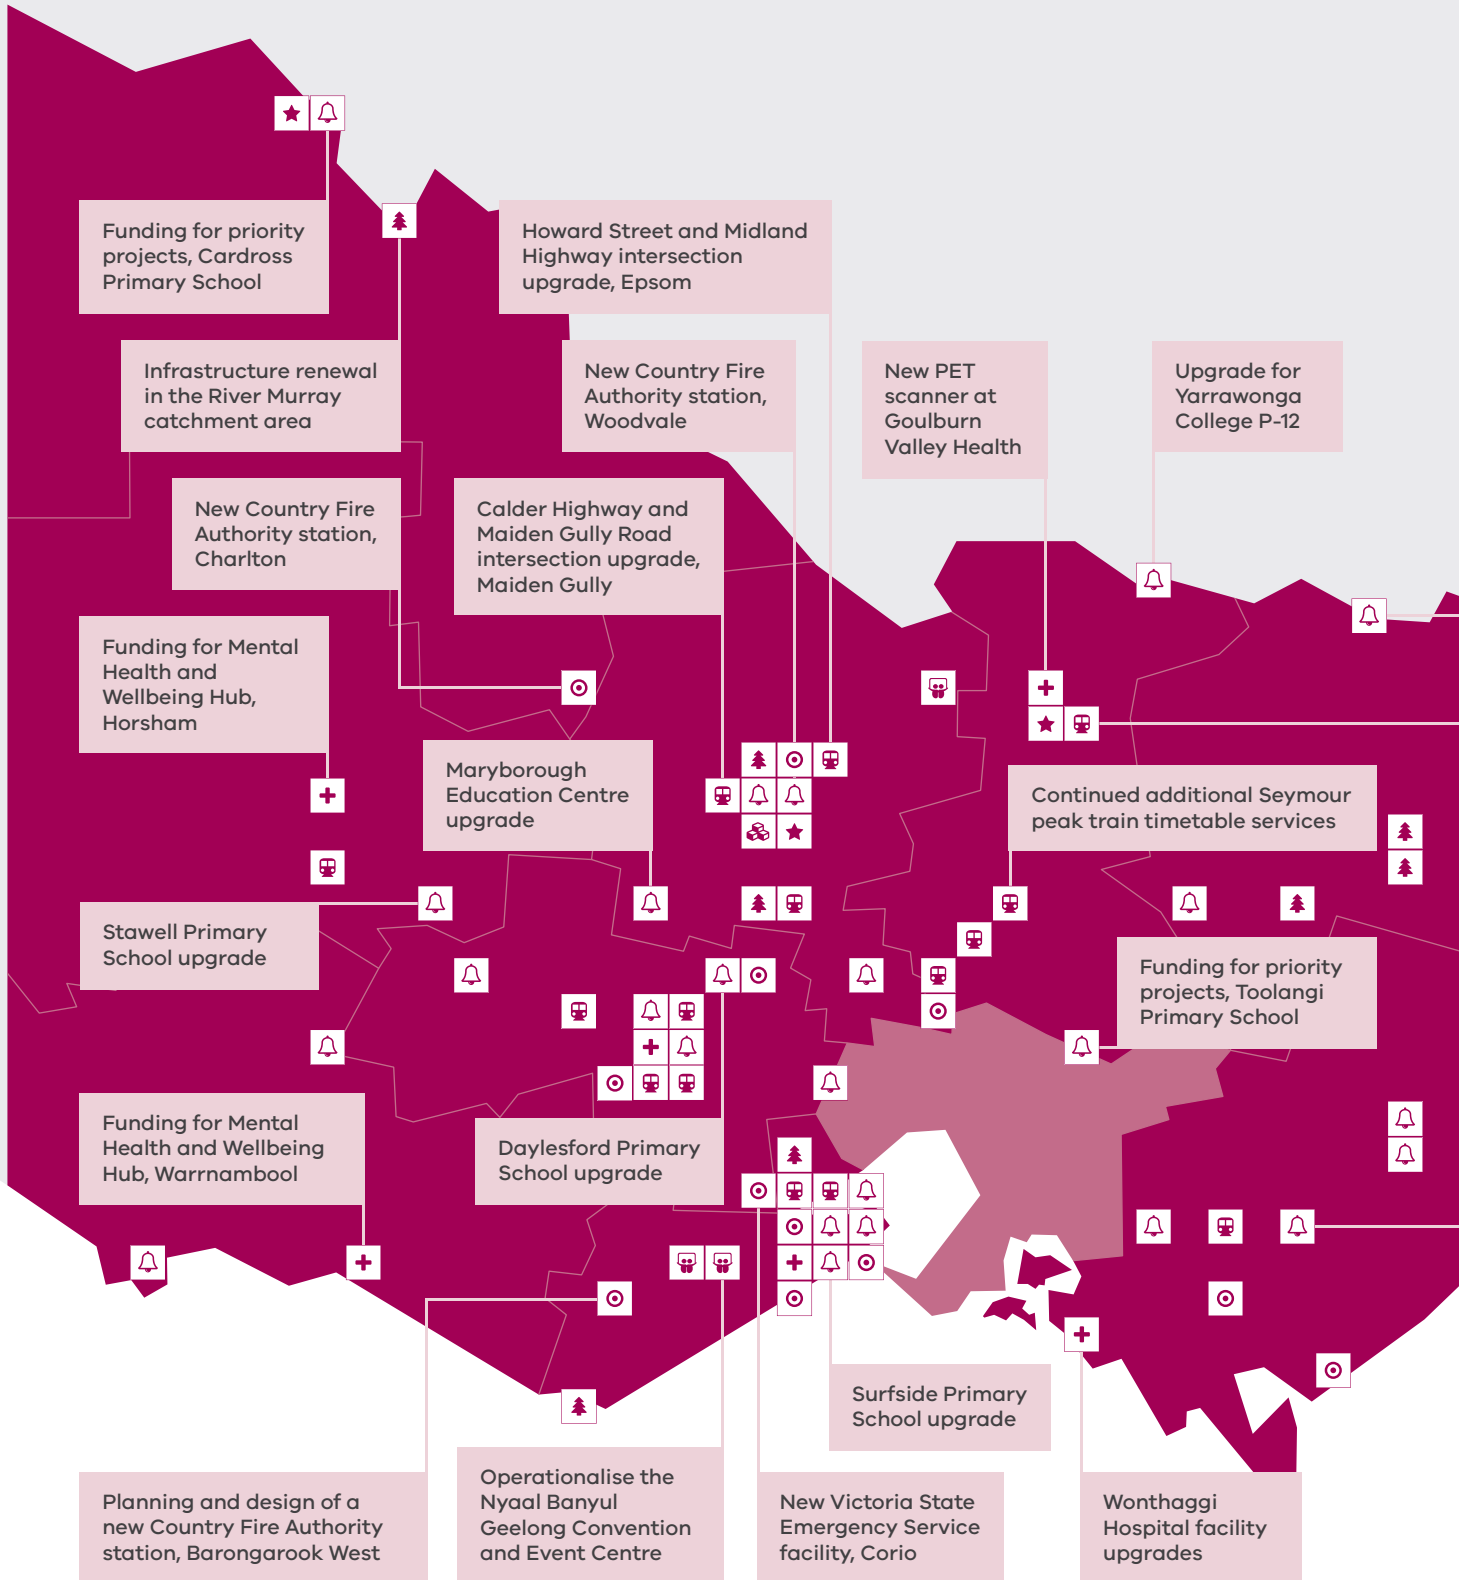 Funding for priority
projects, Cardross
Primary School
Howard Street and Midland
Highway intersection
upgrade, Epsom
Infrastructure renewal
in the River Murray
catchment area
New Country Fire
Authority station,
Woodvale
New PET
scanner at
Goulburn
Valley Health
Upgrade for
Yarrawonga
College P-12
New Country Fire
Authority station,
Charlton
Calder Highway and
Maiden Gully Road
intersection upgrade,
Maiden Gully
Funding for Mental
Health and
Wellbeing Hub,
Horsham
Maryborough
Education Centre
upgrade
Continued additional Seymour
peak train timetable services
Stawell Primary
School upgrade
Funding for priority
projects, Toolangi
Primary School
Funding for Mental
Health and Wellbeing
Hub, Warrnambool
Daylesford Primary
School upgrade
Surfside Primary
School upgrade
Planning and design of a
new Country Fire Authority
station, Barongarook West
Operationalise the
Nyaal Banyul
Geelong Convention
and Event Centre
New Victoria State
Emergency Service
facility, Corio
Wonthaggi
Hospital facility
upgrades